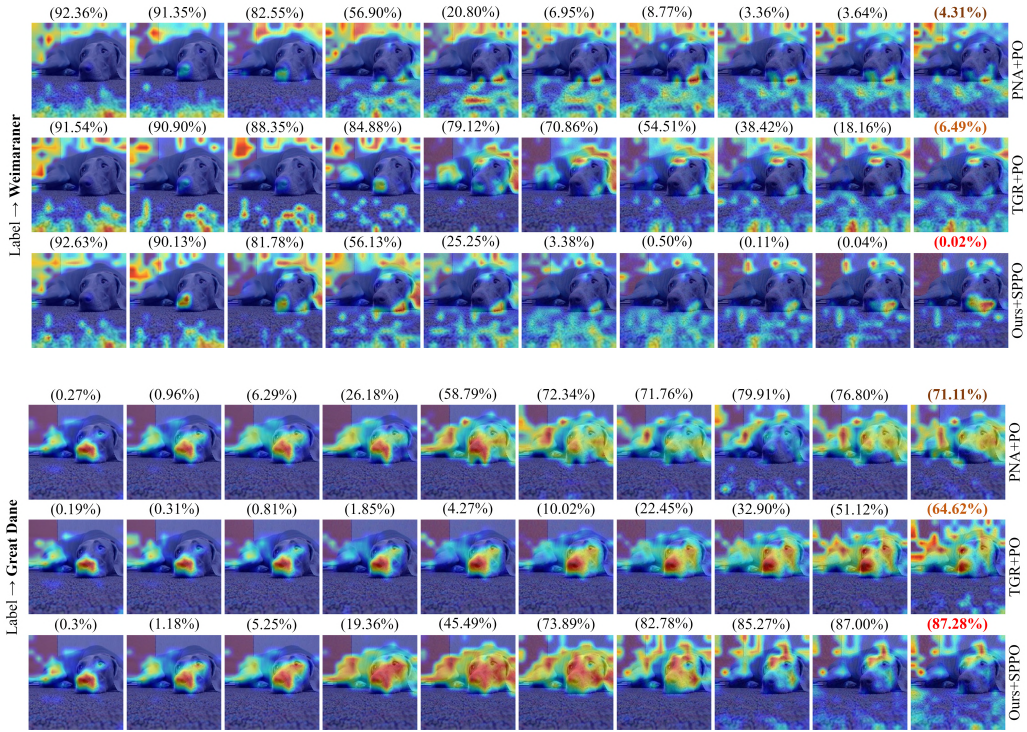 (92.36%) (91.35%) (82.55%) (56.90%) (20.80%) (6.95%) (8.77%) (3.36%) (3.64%) (4.31%)
PNA+PO
(91.54%) (90.90%) (88.35%) (84.88%) (79.12%) (70.86%) (54.51%) (38.42%) (18.16%) (6.49%)
TGR+PO
(92.63%) (90.13%) (81.78%) (56.13%) (25.25%) (3.38%) (0.50%) (0.11%) (0.04%) (0.02%)
Ours+SPPO
Label → Weimaraner
(0.27%) (0.96%) (6.29%) (26.18%) (58.79%) (72.34%) (71.76%) (79.91%) (76.80%) (71.11%)
PNA+PO
(0.19%) (0.31%) (0.81%) (1.85%) (4.27%) (10.02%) (22.45%) (32.90%) (51.12%) (64.62%)
TGR+PO
(0.3%) (1.18%) (5.25%) (19.36%) (45.49%) (73.89%) (82.78%) (85.27%) (87.00%) (87.28%)
Ours+SPPO
Label → Great Dane